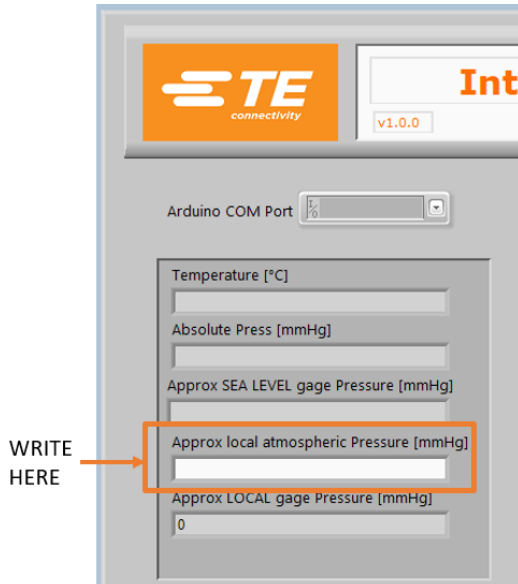 TE
connectivity
Int
v1.0.0
Arduino COM Port
I/O
Temperature [°C]
Absolute Press [mmHg]
Approx SEA LEVEL gage Pressure [mmHg]
WRITE
HERE
Approx local atmospheric Pressure [mmHg]
Approx LOCAL gage Pressure [mmHg]
0